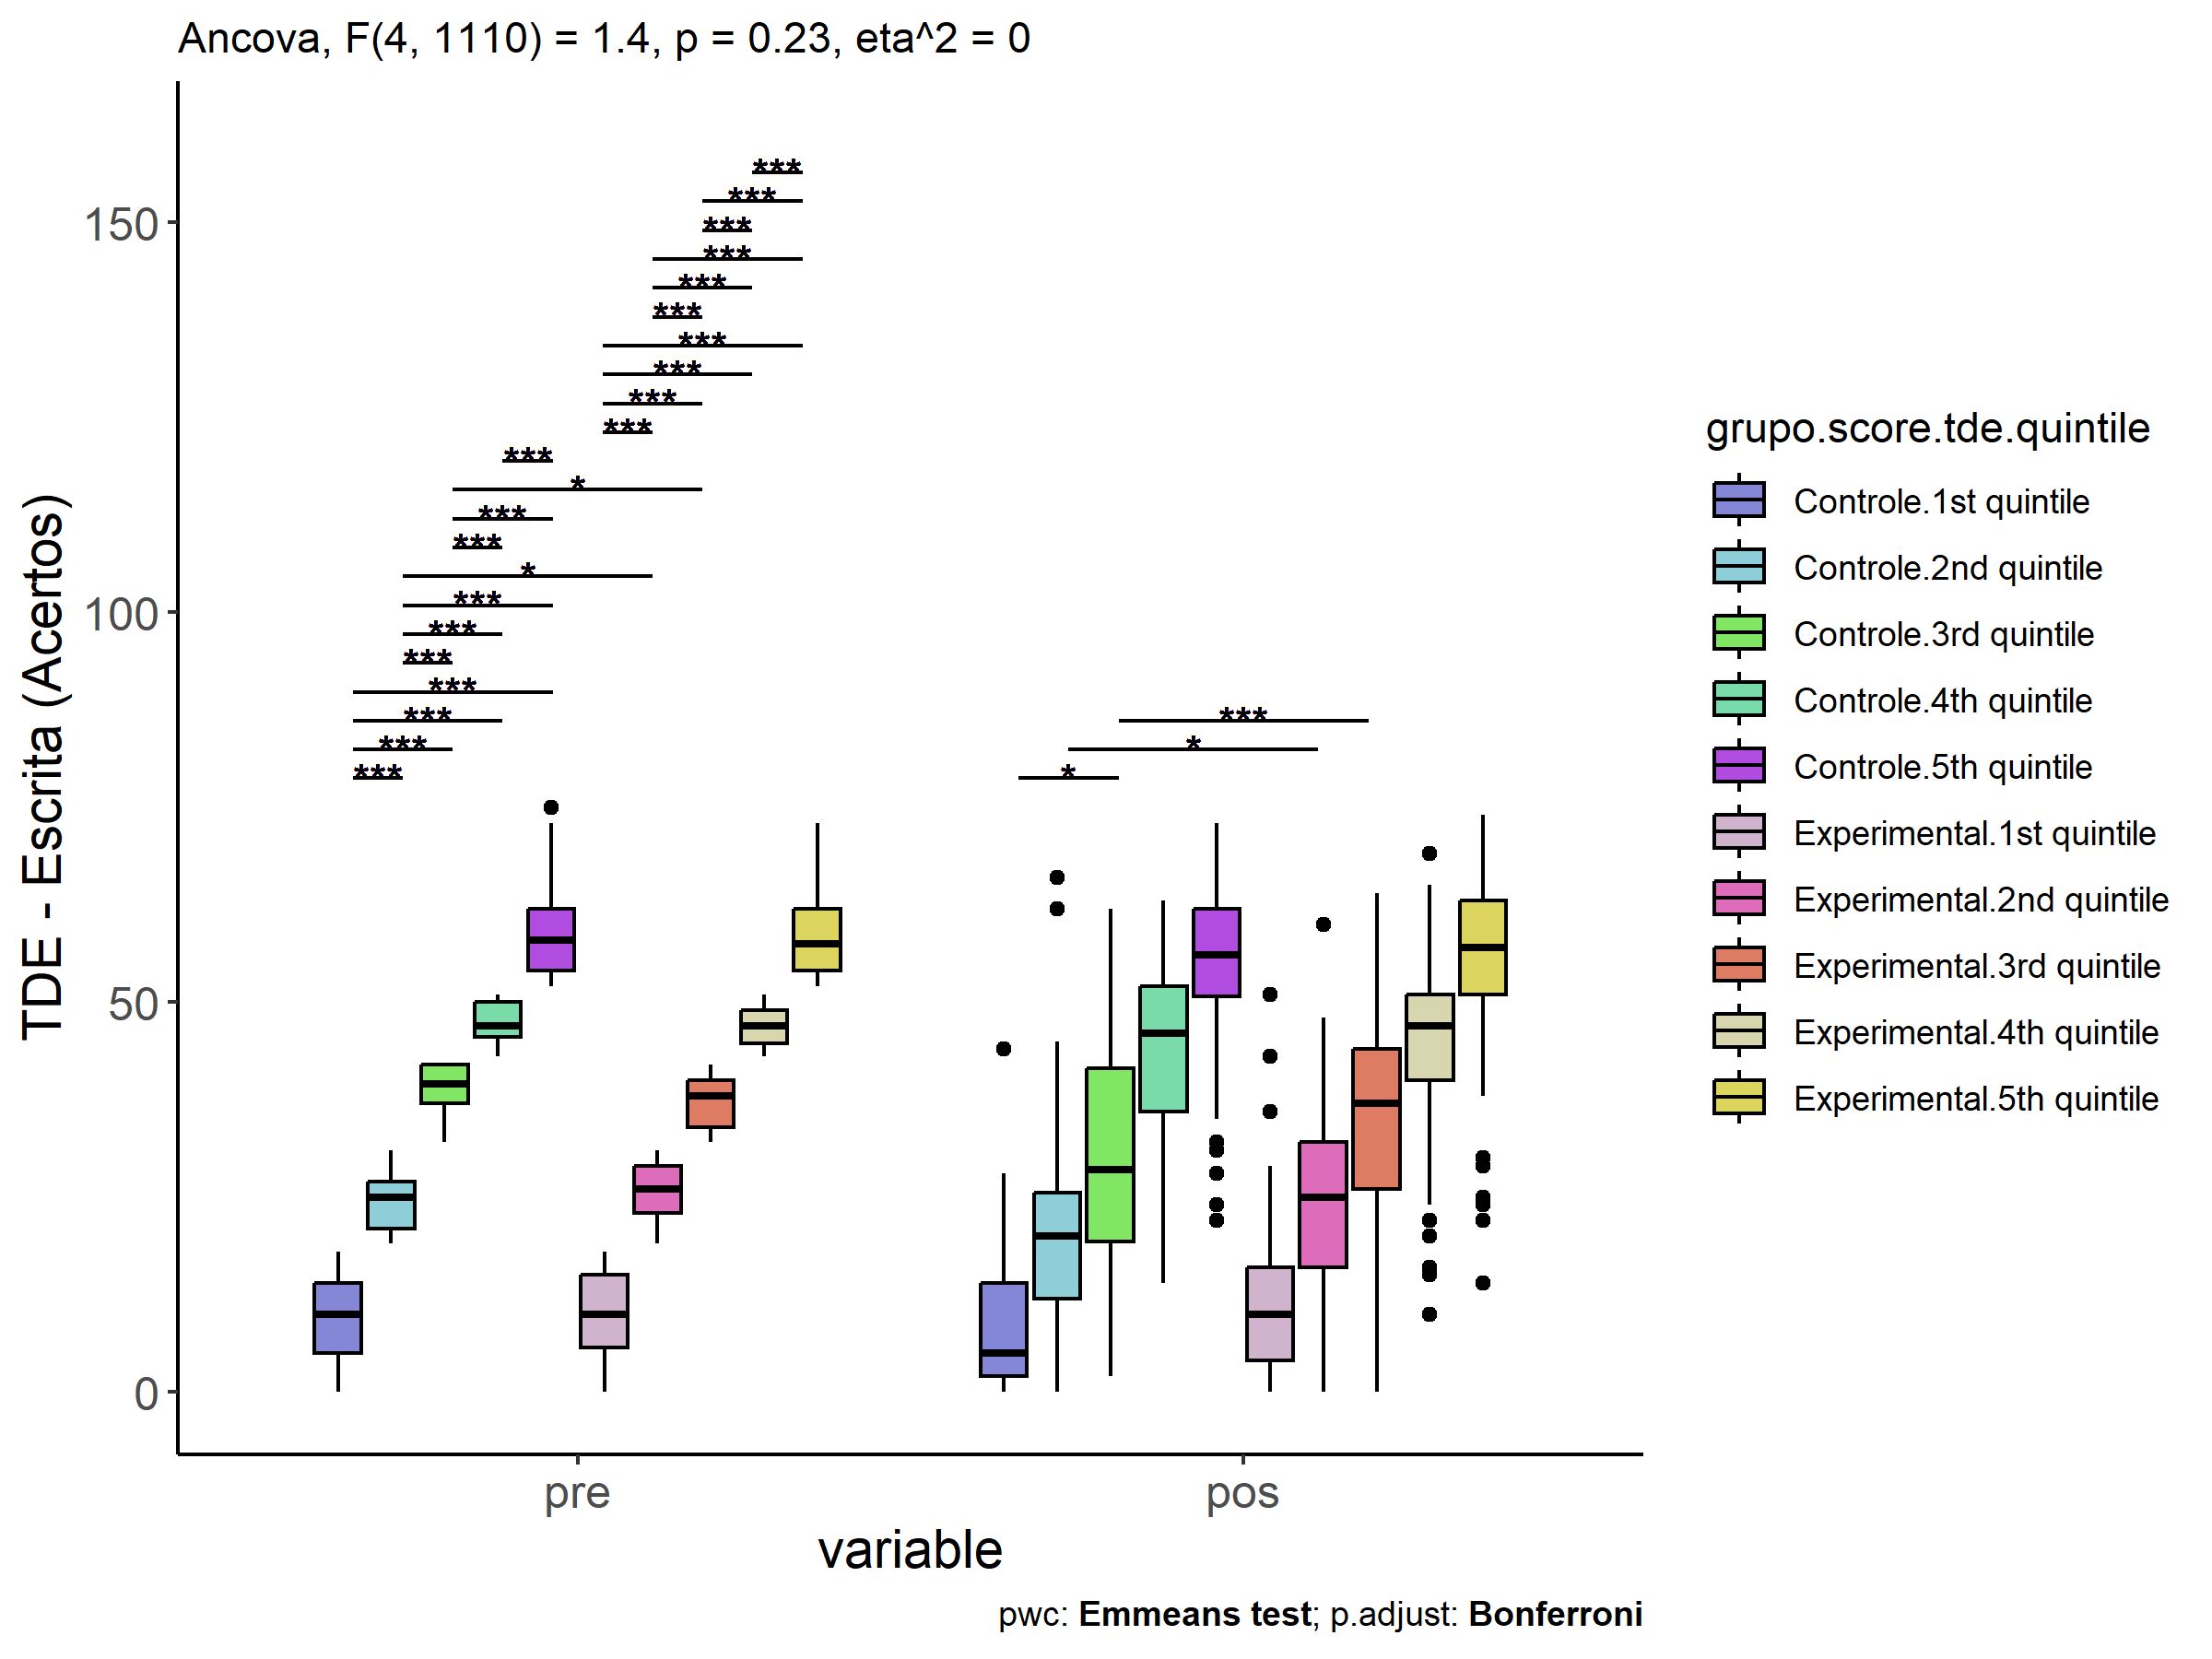 Ancova, F(4, 1110) = 1.4, p = 0.23, eta^2 = 0
TDE - Escrita (Acertos)
150
100
50
0
***
***
***
***
***
***
***
***
***
***
***
*
***
***
*
***
***
***
***
***
***
***
***
*
*
pre
pos
variable
pwc: Emmeans test; p.adjust: Bonferroni
grupo.score.tde.quintile
Controle.1st quintile
Controle.2nd quintile
Controle.3rd quintile
Controle.4th quintile
Controle.5th quintile
Experimental.1st quintile
Experimental.2nd quintile
Experimental.3rd quintile
Experimental.4th quintile
Experimental.5th quintile